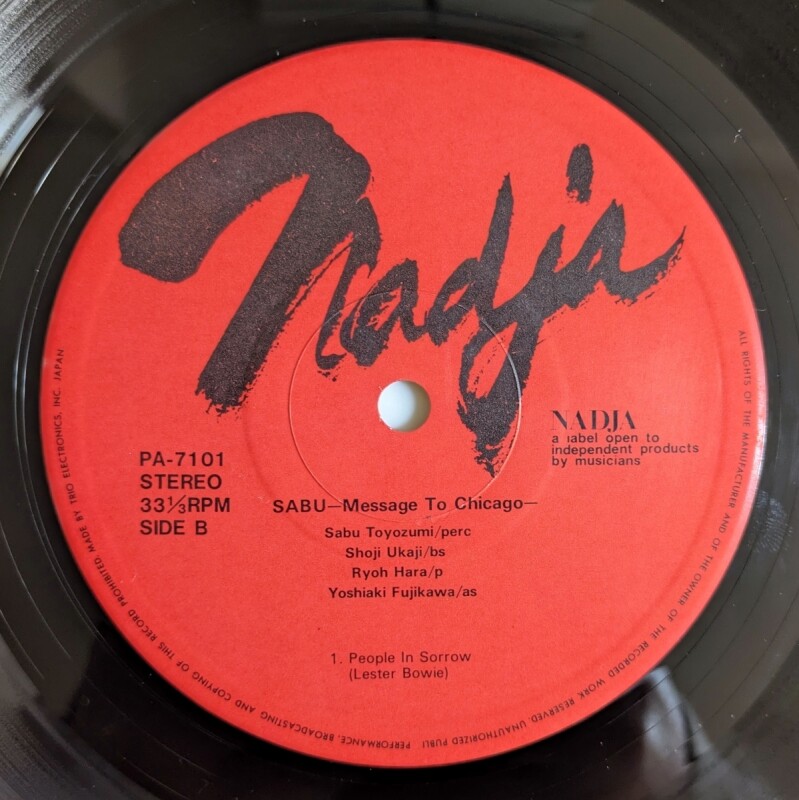 Nadja
NADJA
a label open to
independent products
by musicians
PA-7101
STEREO
33⅓RPM
SIDE B
SABU—Message To Chicago—
Sabu Toyozumi/perc
Shoji Ukaji/bs
Ryoh Hara/p
Yoshiaki Fujikawa/as
1. People In Sorrow
(Lester Bowie)
ALL RIGHTS OF THE MANUFACTURER AND OF THE OWNER OF THE RECORDED WORK RESERVED. UNAUTHORIZED PUBLI PERFORMANCE, BROADCASTING AND COPYING OF THIS RECORD PROHIBITED. MADE BY TRIO ELECTRONICS, INC. JAPAN